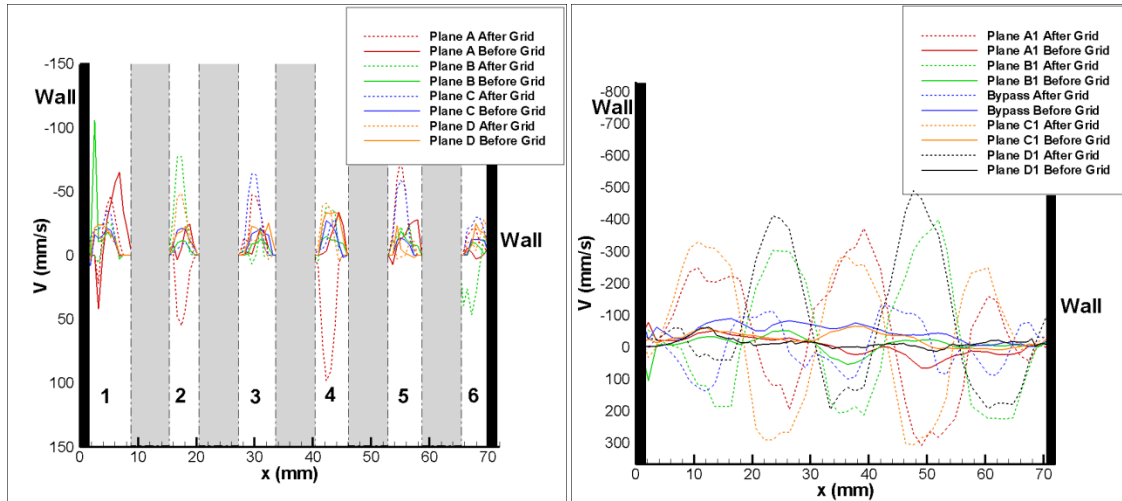 Plane A After Grid
Plane A Before Grid
Plane B After Grid
Plane B Before Grid
Plane C After Grid
Plane C Before Grid
Plane D After Grid
Plane D Before Grid
-150
-100
-50
0
50
100
150
V (mm/s)
Wall
Wall
1 2 3 4 5 6
0 10 20 30 40 50 60 70
x (mm)
Plane A1 After Grid
Plane A1 Before Grid
Plane B1 After Grid
Plane B1 Before Grid
Bypass After Grid
Bypass Before Grid
Plane C1 After Grid
Plane C1 Before Grid
Plane D1 After Grid
Plane D1 Before Grid
-800
-700
-600
-500
-400
-300
-200
-100
0
100
200
300
V (mm/s)
Wall
Wall
0 10 20 30 40 50 60 70
x (mm)